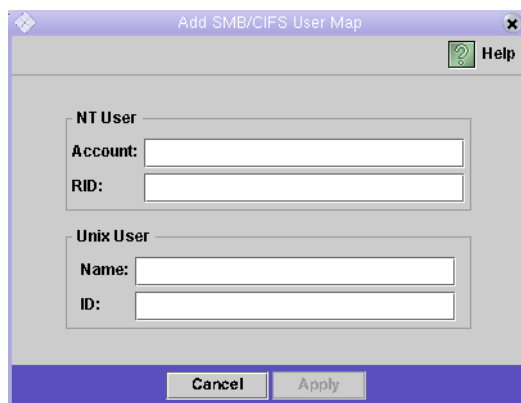 Add SMB/CIFS User Map
Help
NT User
Account:
RID:
Unix User
Name:
ID:
Cancel Apply